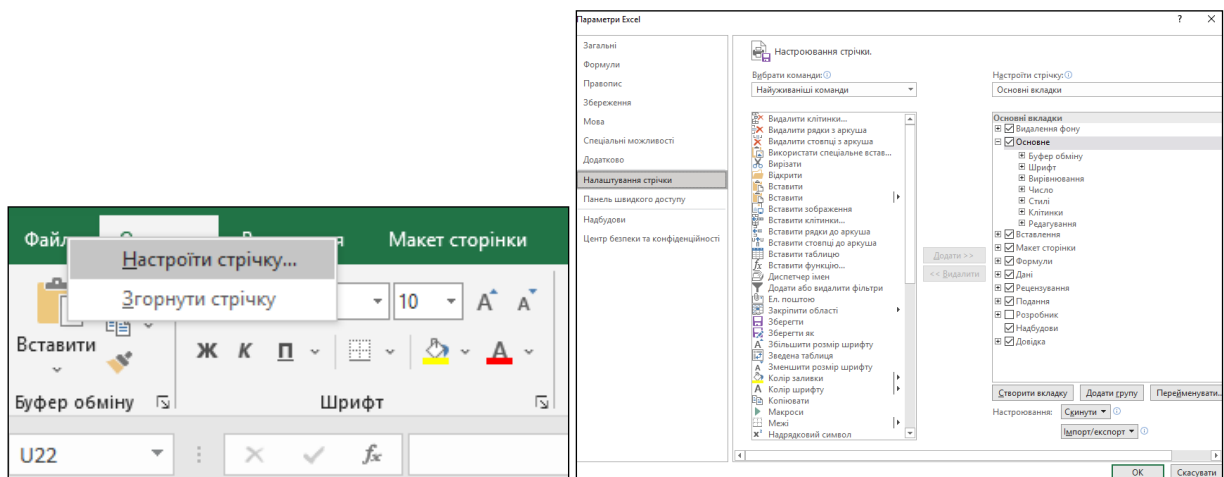 Файл
Макет сторінки
Настроїти стрічку...
Згорнути стрічку
10
Вставити
Ж К П
Буфер обміну
Шрифт
U22
fx
Параметри Excel
Загальні
Формули
Правопис
Збереження
Мова
Спеціальні можливості
Додатково
Налаштування стрічки
Панель швидкого доступу
Надбудови
Центр безпеки та конфіденційності
Настроювання стрічки.
Вибрати команди:
Найуживаніші команди
Видалити клітинки...
Видалити рядки з аркуша
Видалити стовпці з аркуша
Використати спеціальне встав...
Вирізати
Відкрити
Вставити
Вставити
Вставити зображення
Вставити клітинки...
Вставити рядки до аркуша
Вставити стовпці до аркуша
Вставити таблицю
Вставити функцію...
Диспетчер імен
Додати або видалити фільтри
Ел. поштою
Закріпити області
Зберегти
Зберегти як
Збільшити розмір шрифту
Зведена таблиця
Зменшити розмір шрифту
Колір заливки
Колір шрифту
Копіювати
Макроси
Межі
Надрядковий символ
Додати >>
<< Видалити
Настроїти стрічку:
Основні вкладки
Основні вкладки
Видалення фону
Основне
Буфер обміну
Шрифт
Вирівнювання
Число
Стилі
Клітинки
Редагування
Вставлення
Макет сторінки
Формули
Дані
Рецензування
Подання
Розробник
Надбудови
Довідка
Створити вкладку
Додати групу
Перейменувати...
Настроювання:
Скинути
Імпорт/експорт
ОК
Скасувати